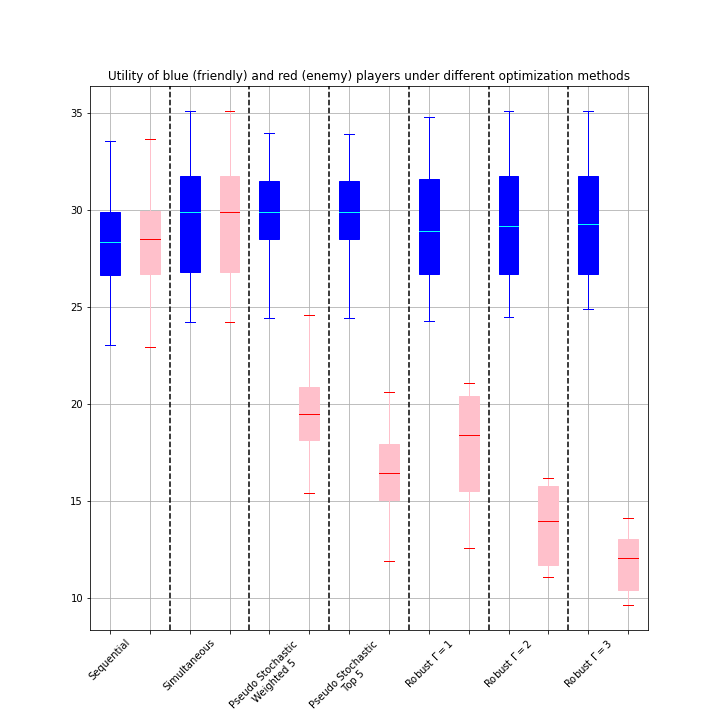 Utility of blue (friendly) and red (enemy) players under different optimization methods
35
30
25
20
15
10
Sequential
Simultaneous
Pseudo Stochastic
Weighted 5
Pseudo Stochastic
Top 5
Robust Γ = 1
Robust Γ = 2
Robust Γ = 3